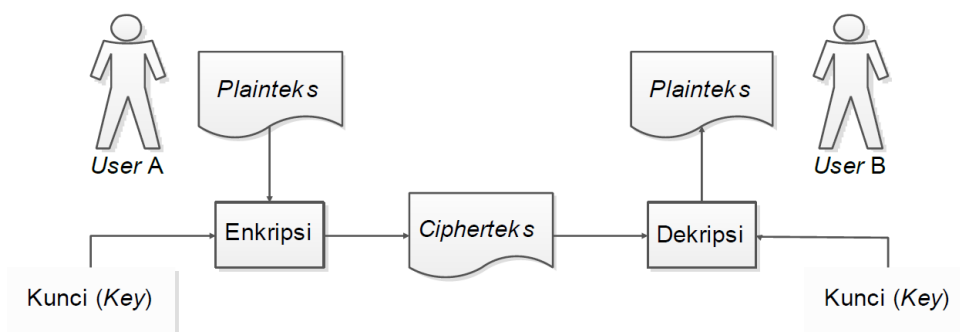 Plainteks
Plainteks
User A
User B
Enkripsi
Cipherteks
Dekripsi
Kunci (Key)
Kunci (Key)